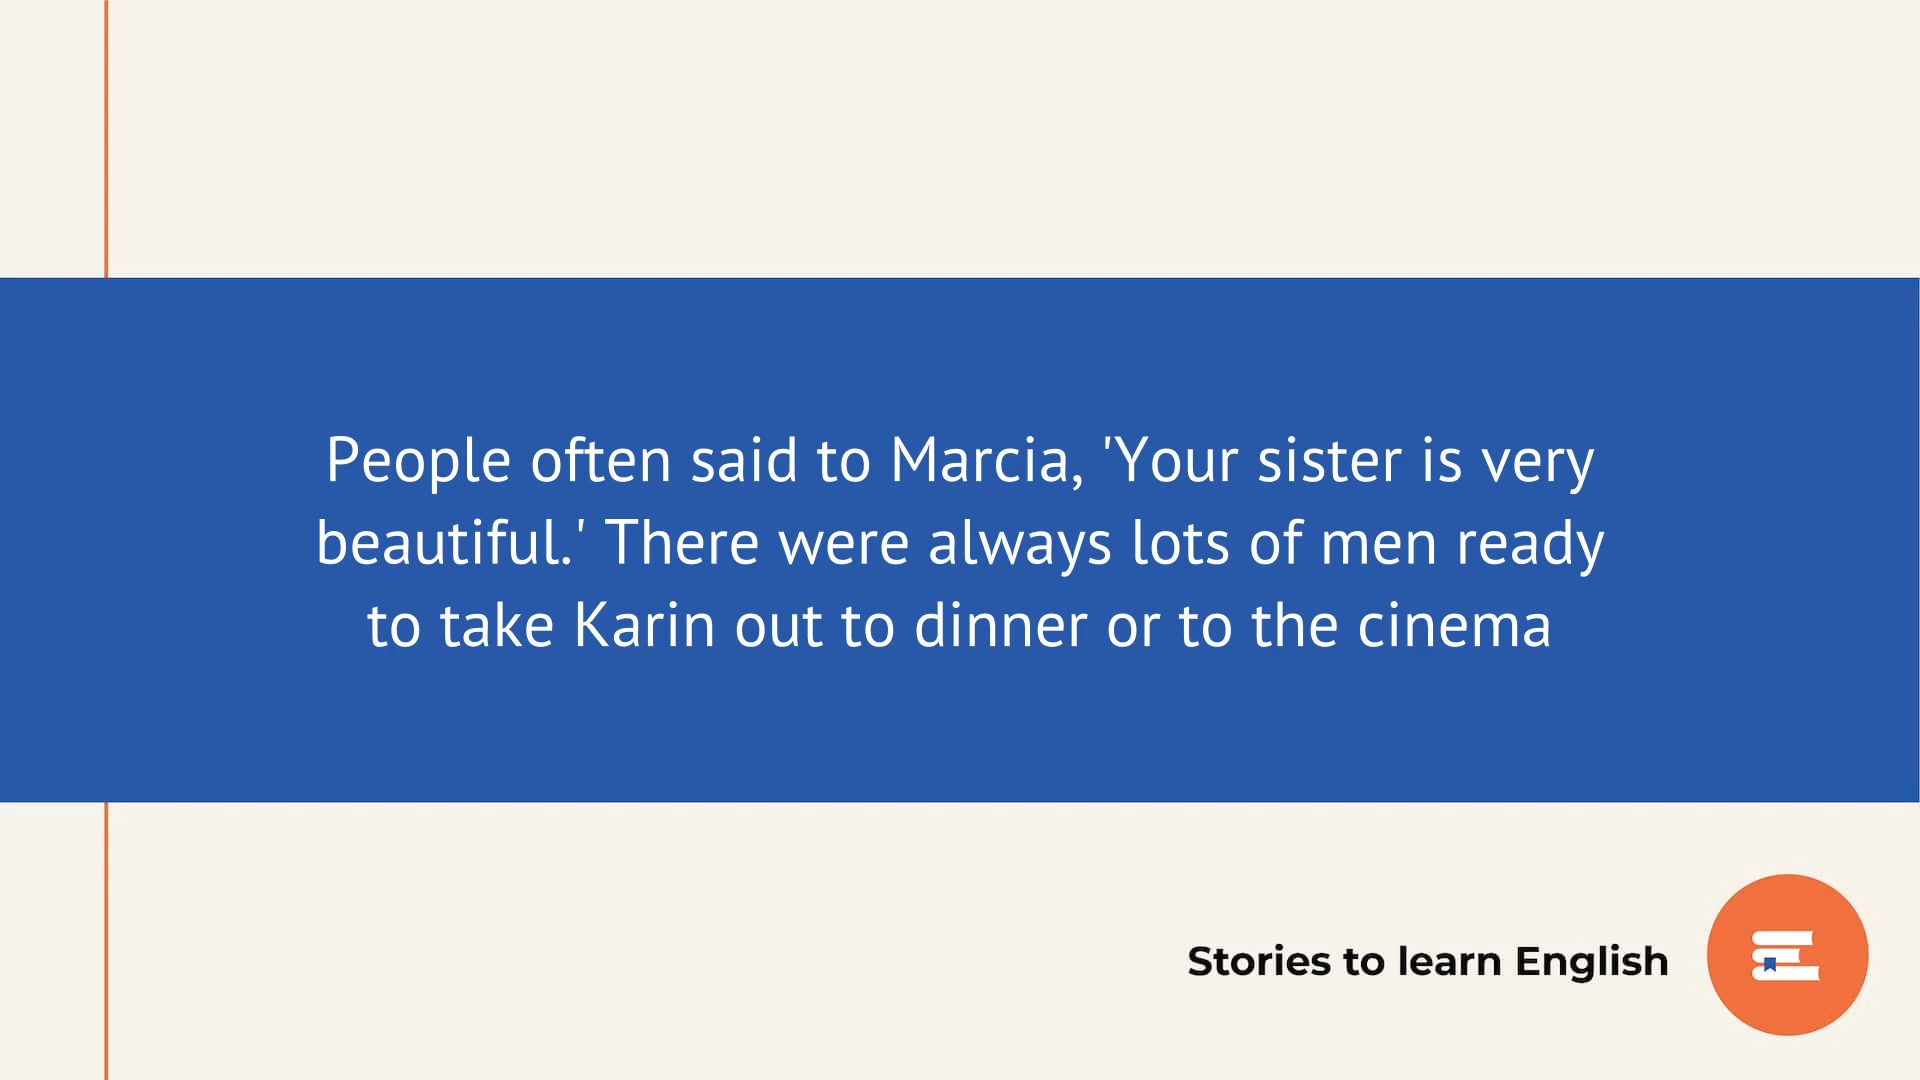 People often said to Marcia, 'Your sister is very
beautiful.' There were always lots of men ready
to take Karin out to dinner or to the cinema
Stories to learn English